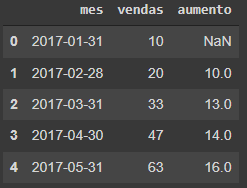 mes vendas aumento
0 2017-01-31 10 NaN
1 2017-02-28 20 10.0
2 2017-03-31 33 13.0
3 2017-04-30 47 14.0
4 2017-05-31 63 16.0